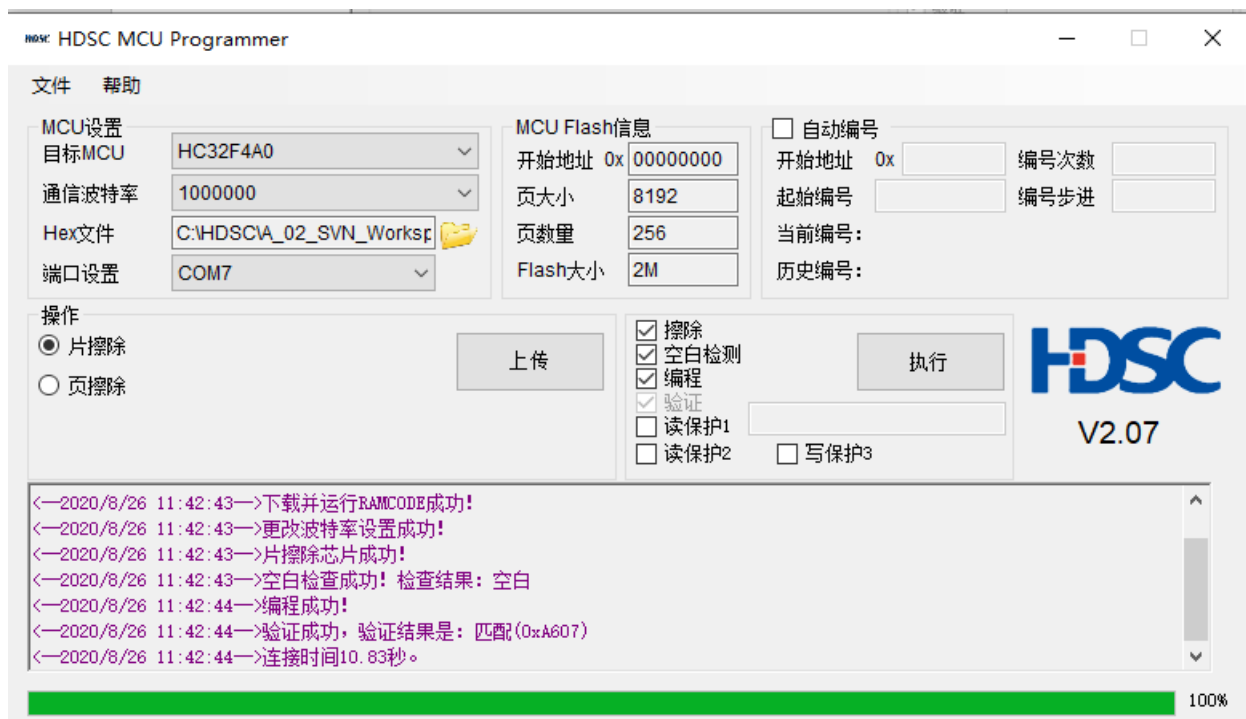 HDSC HDSC MCU Programmer
文件 帮助
MCU设置
目标MCU HC32F4A0
通信波特率 1000000
Hex文件 C:\HDSC\A_02_SVN_Worksp
端口设置 COM7
MCU Flash信息
开始地址 0x 00000000
页大小 8192
页数量 256
Flash大小 2M
自动编号
开始地址 0x 编号次数
起始编号 编号步进
当前编号:
历史编号:
操作
片擦除
页擦除
上传
擦除
空白检测
编程
验证
读保护1
读保护2 写保护3
执行
HDSC
V2.07
<—2020/8/26 11:42:43—>下载并运行RAMCODE成功!
<—2020/8/26 11:42:43—>更改波特率设置成功!
<—2020/8/26 11:42:43—>片擦除芯片成功!
<—2020/8/26 11:42:43—>空白检查成功! 检查结果: 空白
<—2020/8/26 11:42:44—>编程成功!
<—2020/8/26 11:42:44—>验证成功，验证结果是: 匹配(0xA607)
<—2020/8/26 11:42:44—>连接时间10.83秒。
100%